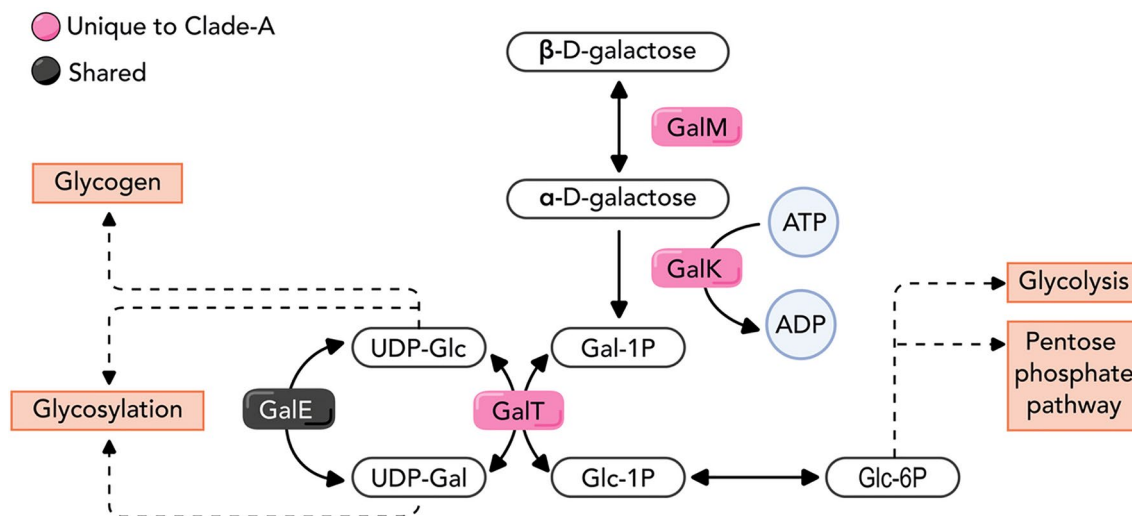 Unique to Clade-A
Shared
β-D-galactose
GalM
α-D-galactose
Glycogen
ATP
GalK
ADP
Glycolysis
Pentose
phosphate
pathway
UDP-Glc
Gal-1P
Glycosylation
GalE
GalT
UDP-Gal
Glc-1P
Glc-6P